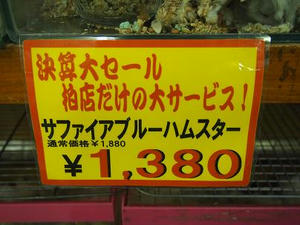 決算大セール
柏店だけの大サービス!
サファイアブルーハムスター
通常価格¥1,880
¥1,380